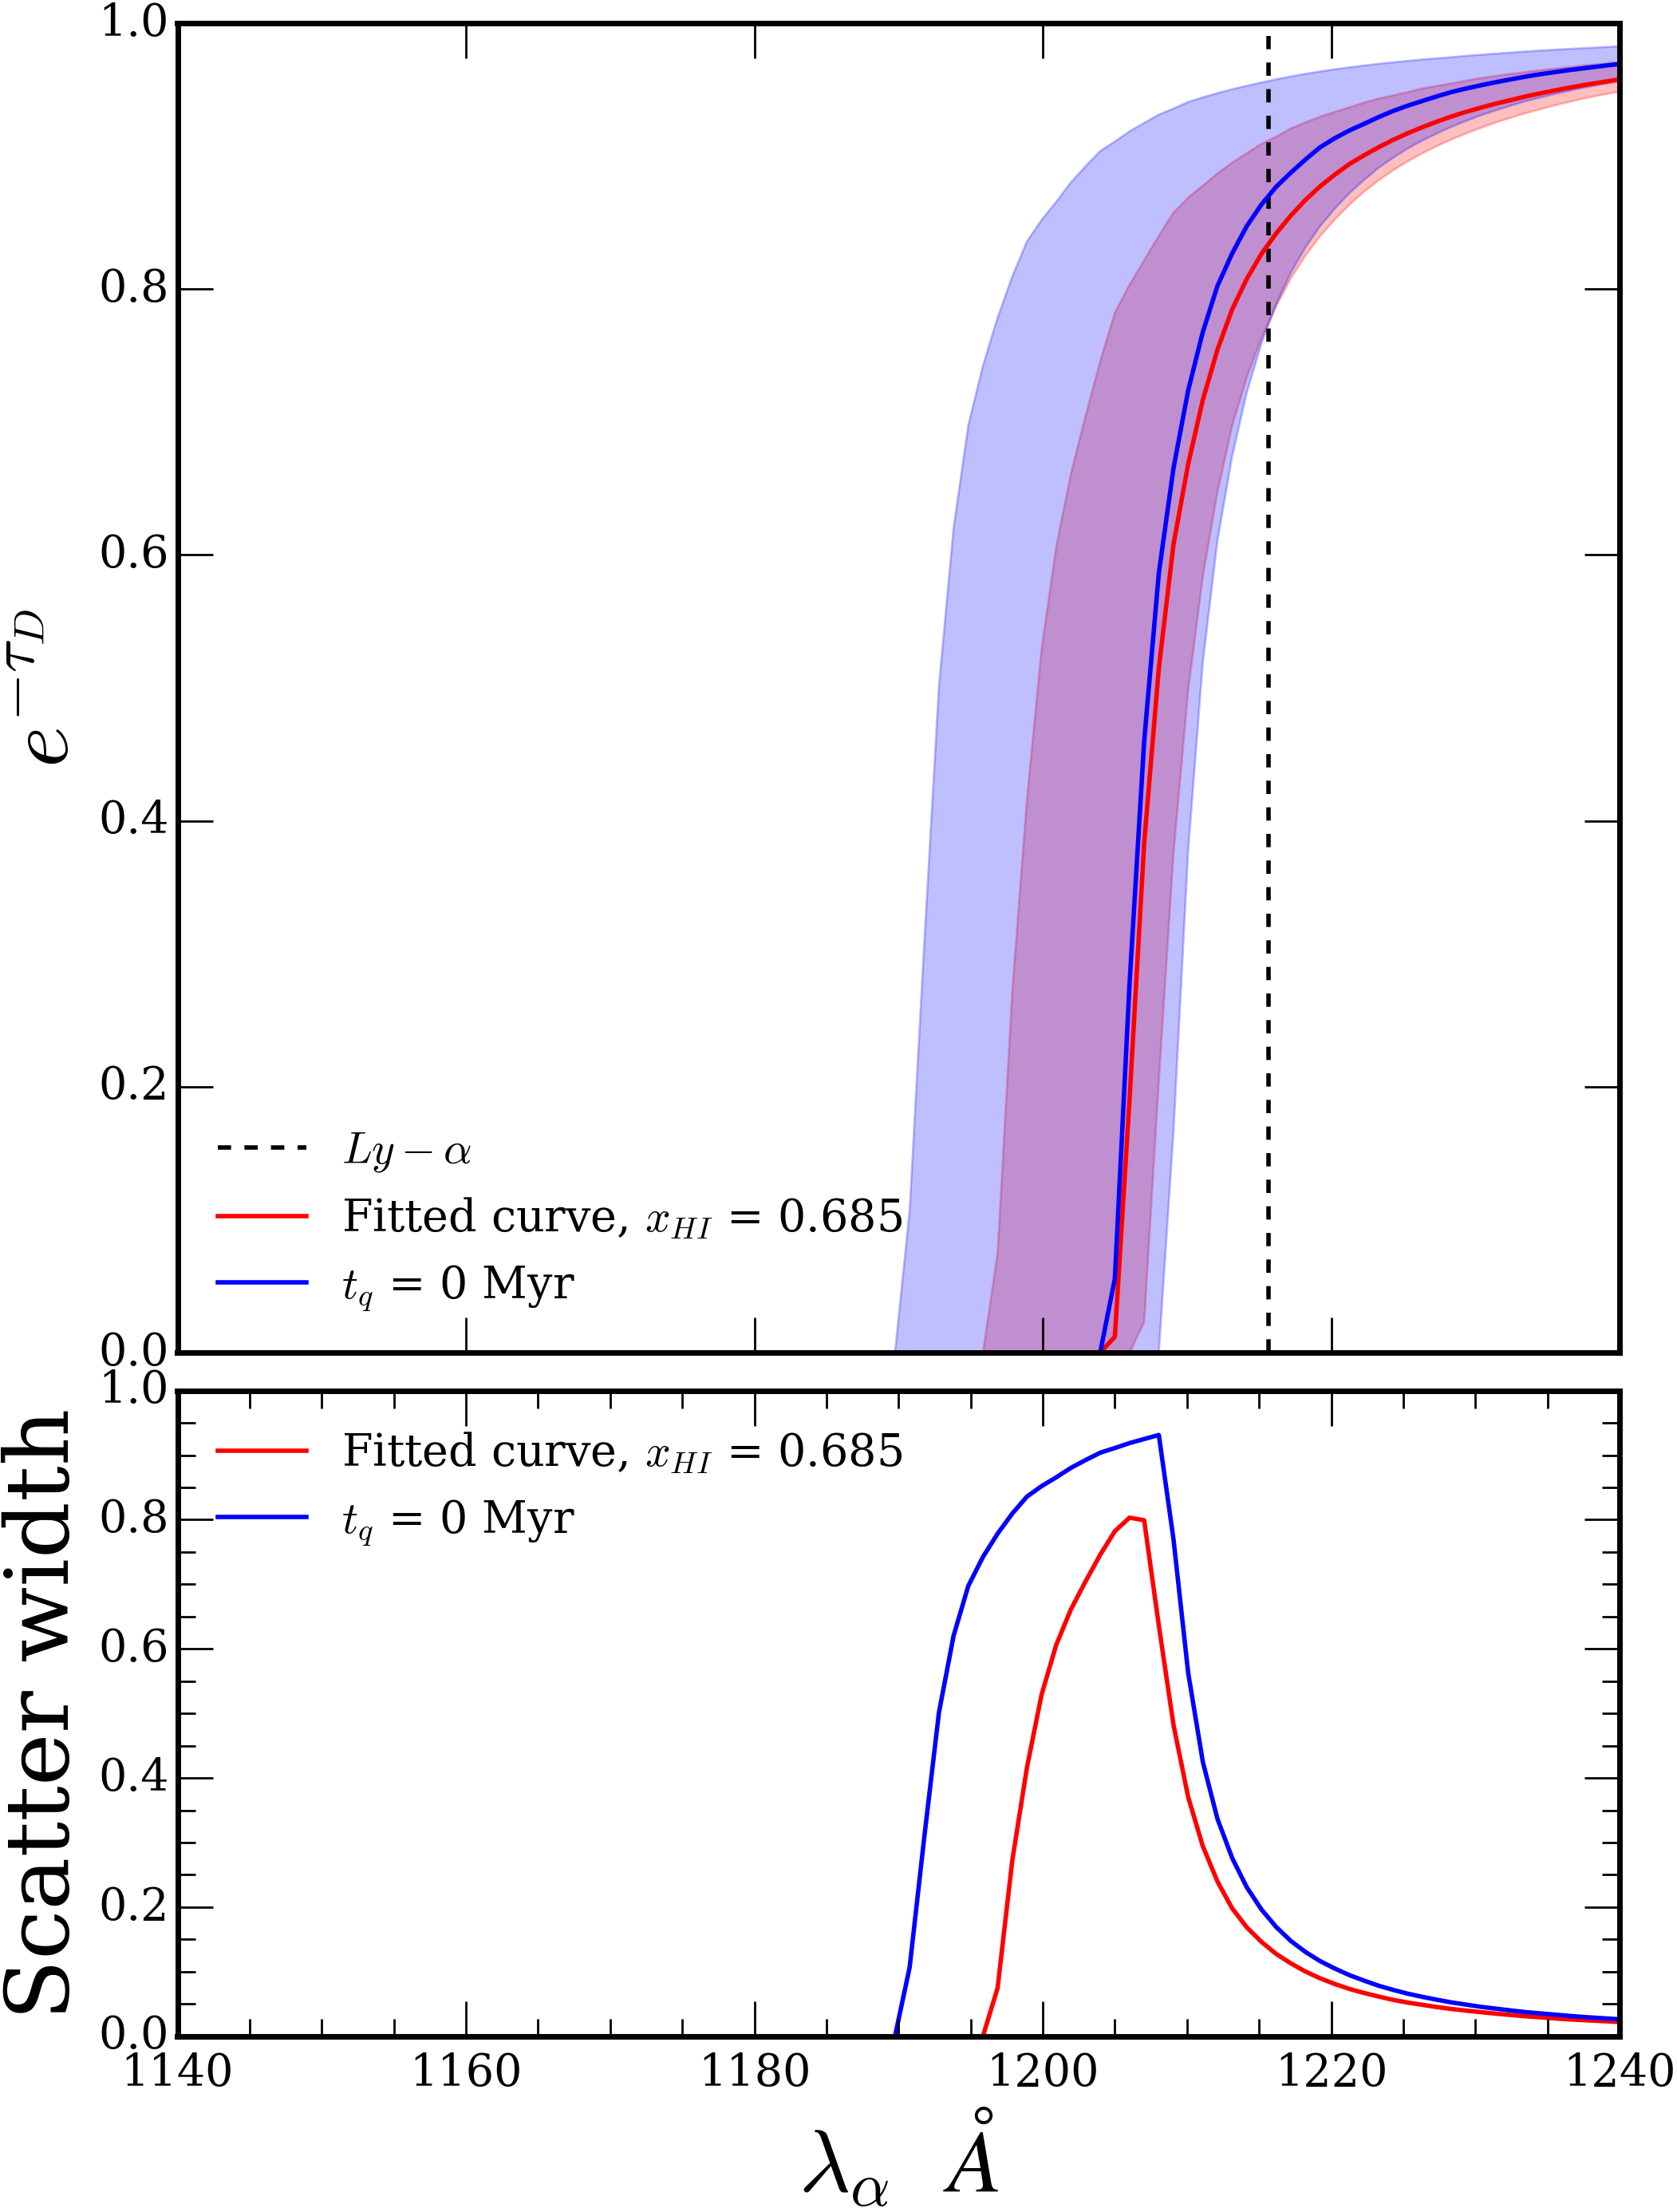 1.0
0.8
0.6
0.4
0.2
0.0
e^{−τ_D}
Ly − α
Fitted curve, x_{HI} = 0.685
t_q = 0 Myr
1.0
0.8
0.6
0.4
0.2
0.0
Scatter width
Fitted curve, x_{HI} = 0.685
t_q = 0 Myr
1140 1160 1180 1200 1220 1240
λ_α Å